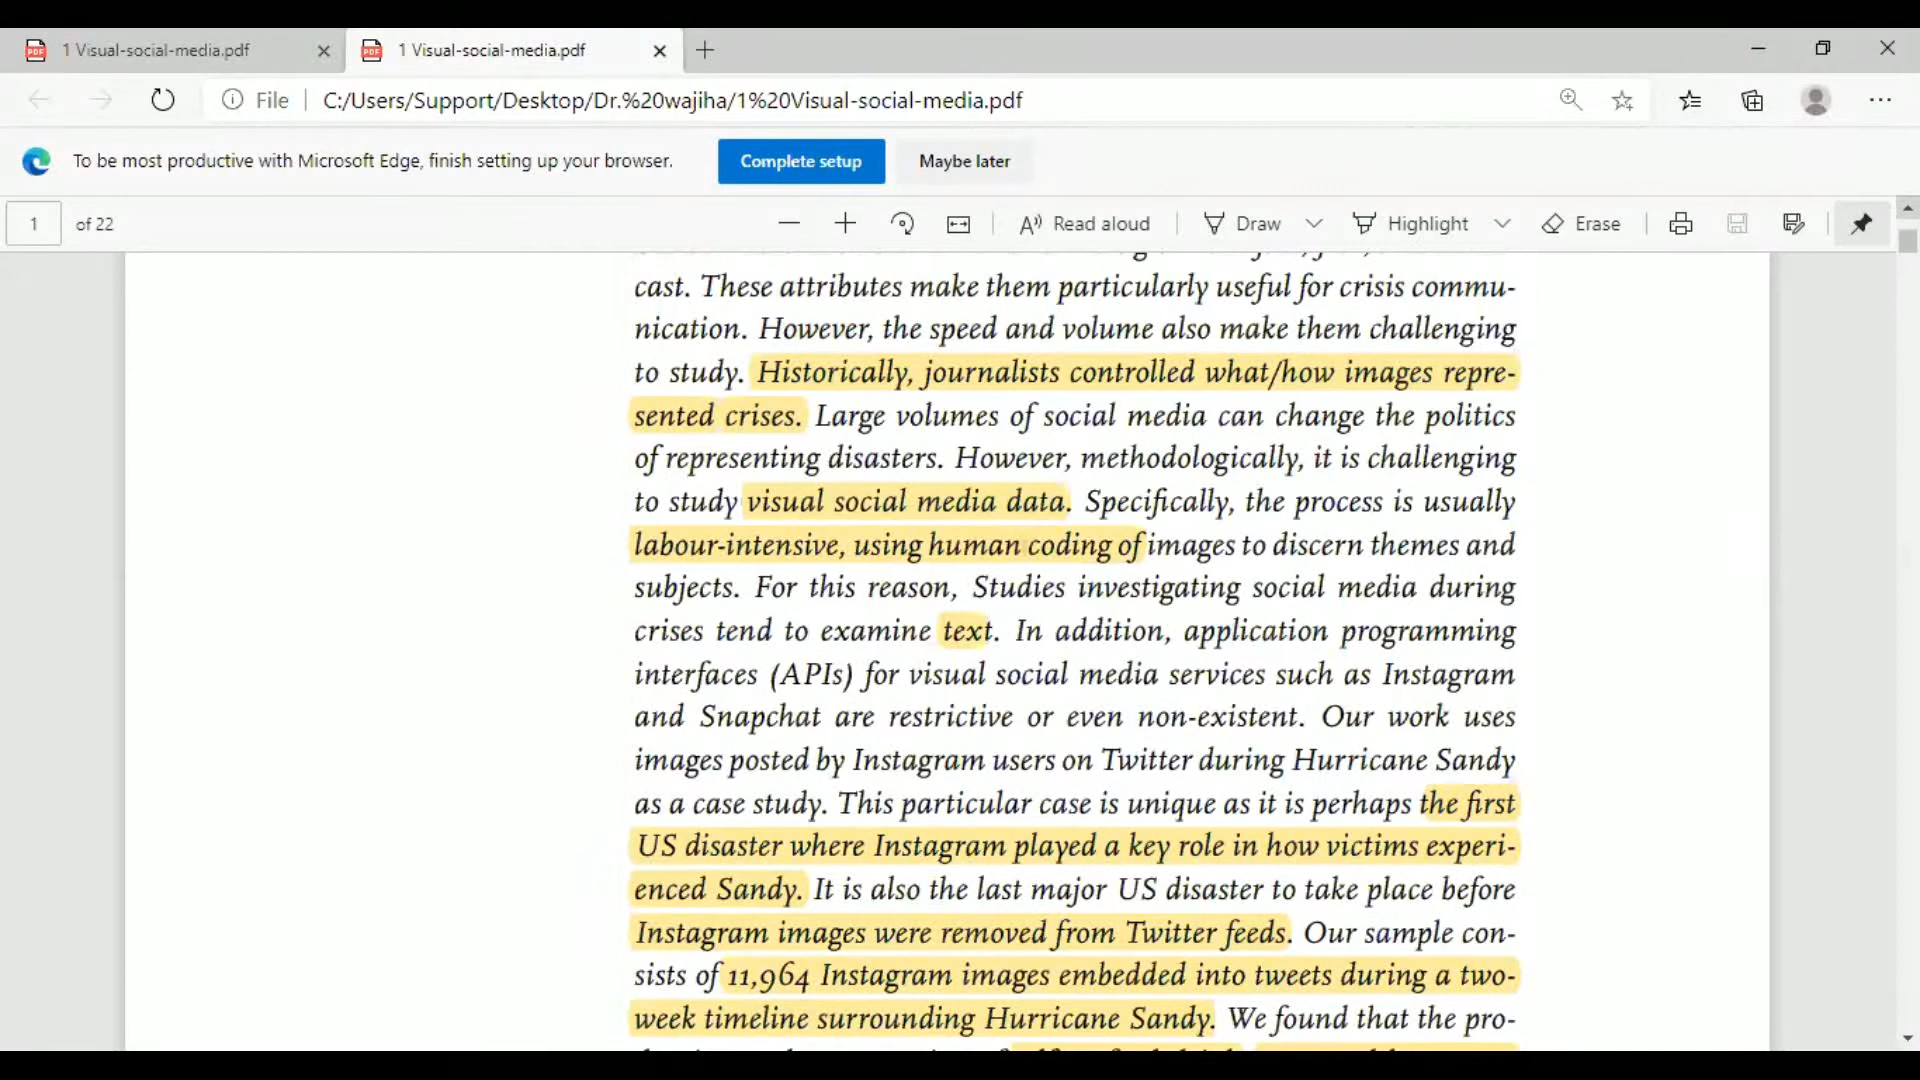 1 Visual-social-media.pdf
1 Visual-social-media.pdf
File
C:/Users/Support/Desktop/Dr.%20wajiha/1%20Visual-social-media.pdf
To be most productive with Microsoft Edge, finish setting up your browser.
Complete setup
Maybe later
1 of 22
Read aloud
Draw
Highlight
Erase
cast. These attributes make them particularly useful for crisis commu-
nication. However, the speed and volume also make them challenging
to study. Historically, journalists controlled what/how images repre-
sented crises. Large volumes of social media can change the politics
of representing disasters. However, methodologically, it is challenging
to study visual social media data. Specifically, the process is usually
labour-intensive, using human coding of images to discern themes and
subjects. For this reason, Studies investigating social media during
crises tend to examine text. In addition, application programming
interfaces (APIs) for visual social media services such as Instagram
and Snapchat are restrictive or even non-existent. Our work uses
images posted by Instagram users on Twitter during Hurricane Sandy
as a case study. This particular case is unique as it is perhaps the first
US disaster where Instagram played a key role in how victims experi-
enced Sandy. It is also the last major US disaster to take place before
Instagram images were removed from Twitter feeds. Our sample con-
sists of 11,964 Instagram images embedded into tweets during a two-
week timeline surrounding Hurricane Sandy. We found that the pro-